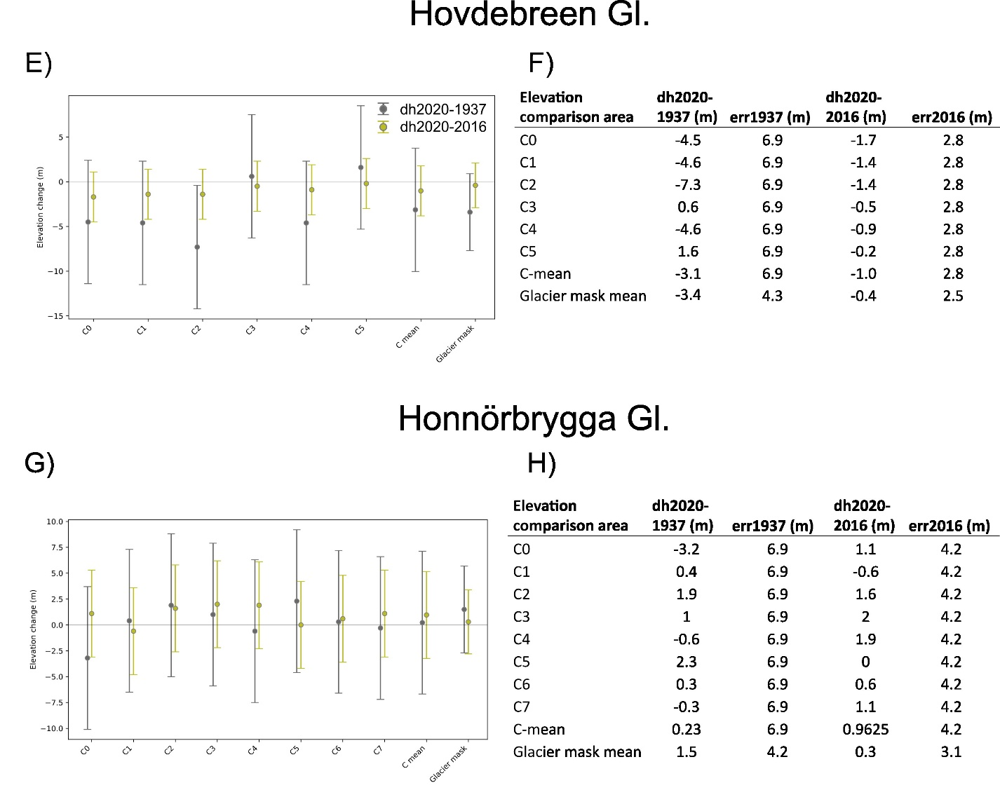 Hovdebreen Gl.
E)
F)
dh2020-1937
dh2020-2016
5
0
−5
−10
−15
Elevation change (m)
C0 C1 C2 C3 C4 C5 C mean Glacier mask
Elevation dh2020- dh2020-
comparison area 1937 (m) err1937 (m) 2016 (m) err2016 (m)
C0 -4.5 6.9 -1.7 2.8
C1 -4.6 6.9 -1.4 2.8
C2 -7.3 6.9 -1.4 2.8
C3 0.6 6.9 -0.5 2.8
C4 -4.6 6.9 -0.9 2.8
C5 1.6 6.9 -0.2 2.8
C-mean -3.1 6.9 -1.0 2.8
Glacier mask mean -3.4 4.3 -0.4 2.5
Honnörbrygga Gl.
G)
H)
10.0
7.5
5.0
2.5
0.0
−2.5
−5.0
−7.5
−10.0
Elevation change (m)
C0 C1 C2 C3 C4 C5 C6 C7 C mean Glacier mask
Elevation dh2020- dh2020-
comparison area 1937 (m) err1937 (m) 2016 (m) err2016 (m)
C0 -3.2 6.9 1.1 4.2
C1 0.4 6.9 -0.6 4.2
C2 1.9 6.9 1.6 4.2
C3 1 6.9 2 4.2
C4 -0.6 6.9 1.9 4.2
C5 2.3 6.9 0 4.2
C6 0.3 6.9 0.6 4.2
C7 -0.3 6.9 1.1 4.2
C-mean 0.23 6.9 0.9625 4.2
Glacier mask mean 1.5 4.2 0.3 3.1